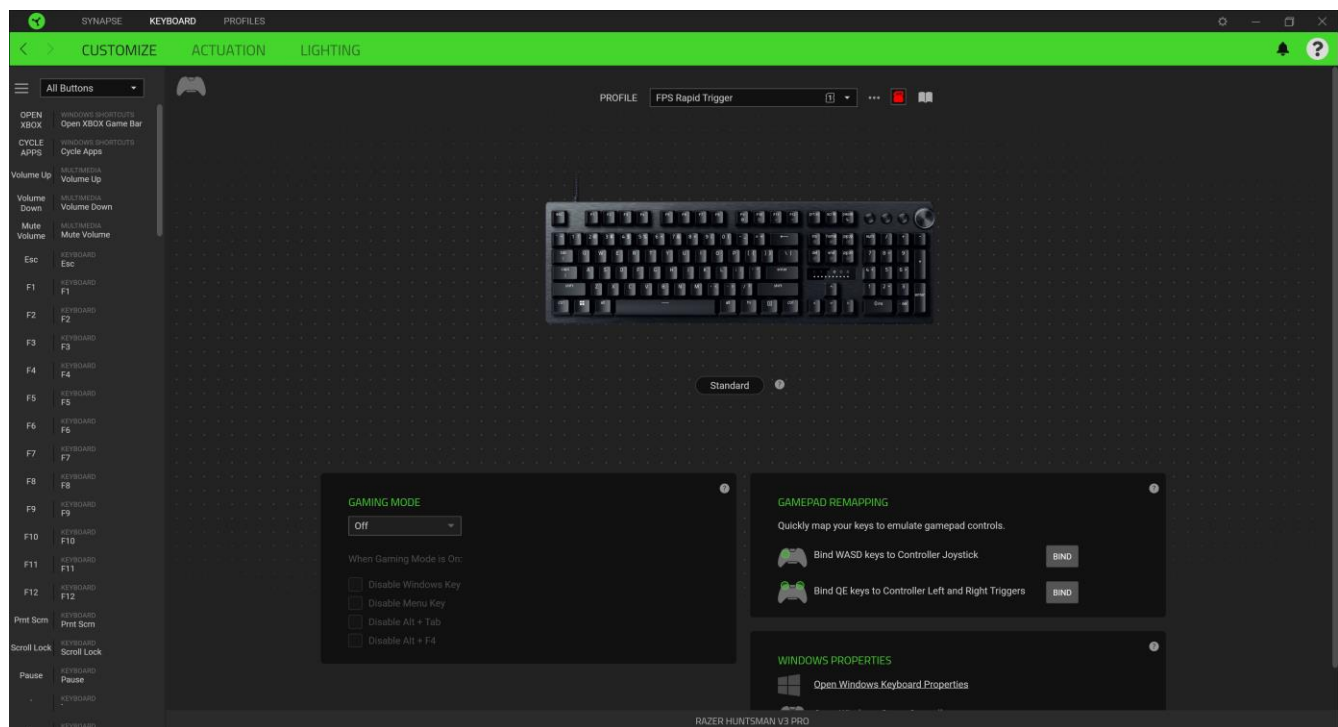 SYNAPSE KEYBOARD PROFILES
CUSTOMIZE ACTUATION LIGHTING
All Buttons
PROFILE FPS Rapid Trigger 1
OPEN XBOX
WINDOWS SHORTCUTS
Open XBOX Game Bar
CYCLE APPS
WINDOWS SHORTCUTS
Cycle Apps
Volume Up
MULTIMEDIA
Volume Up
Volume Down
MULTIMEDIA
Volume Down
Mute Volume
MULTIMEDIA
Mute Volume
Esc
KEYBOARD
Esc
F1
KEYBOARD
F1
F2
KEYBOARD
F2
F3
KEYBOARD
F3
F4
KEYBOARD
F4
F5
KEYBOARD
F5
F6
KEYBOARD
F6
F7
KEYBOARD
F7
F8
KEYBOARD
F8
F9
KEYBOARD
F9
F10
KEYBOARD
F10
F11
KEYBOARD
F11
F12
KEYBOARD
F12
Prnt Scrn
KEYBOARD
Prnt Scrn
Scroll Lock
KEYBOARD
Scroll Lock
Pause
KEYBOARD
Pause
KEYBOARD
KEYBOARD
Standard
GAMING MODE
Off
When Gaming Mode is On:
Disable Windows Key
Disable Menu Key
Disable Alt + Tab
Disable Alt + F4
GAMEPAD REMAPPING
Quickly map your keys to emulate gamepad controls.
Bind WASD keys to Controller Joystick BIND
Bind QE keys to Controller Left and Right Triggers BIND
WINDOWS PROPERTIES
Open Windows Keyboard Properties
RAZER HUNTSMAN V3 PRO